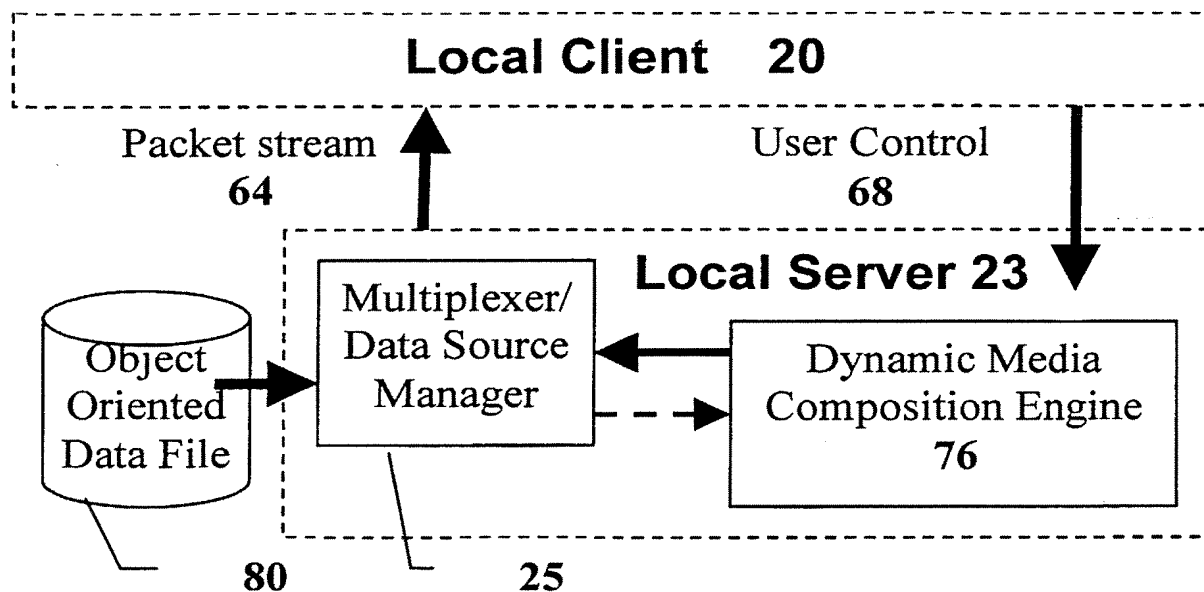 Local Client 20
Packet stream
64
User Control
68
Local Server 23
Multiplexer/
Data Source
Manager
Object
Oriented
Data File
Dynamic Media
Composition Engine
76
80
25